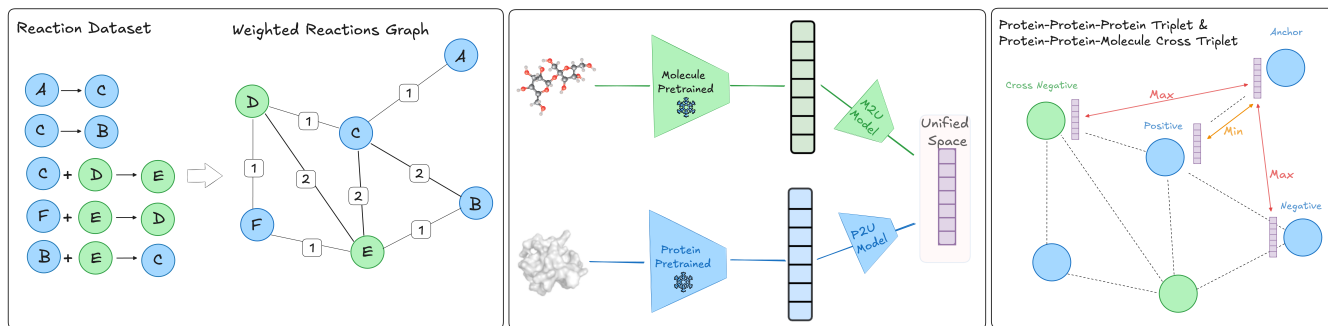 Reaction Dataset
A C
C B
C + D E
F + E D
B + E C
Weighted Reactions Graph
A
1
D
1
C
1
2
2
2
B
F
1
1
E
Molecule
Pretrained
M2U
Model
Unified
Space
Protein
Pretrained
P2U
Model
Protein-Protein-Protein Triplet &
Protein-Protein-Molecule Cross Triplet
Anchor
Cross Negative
Max
Positive
Min
Max
Negative